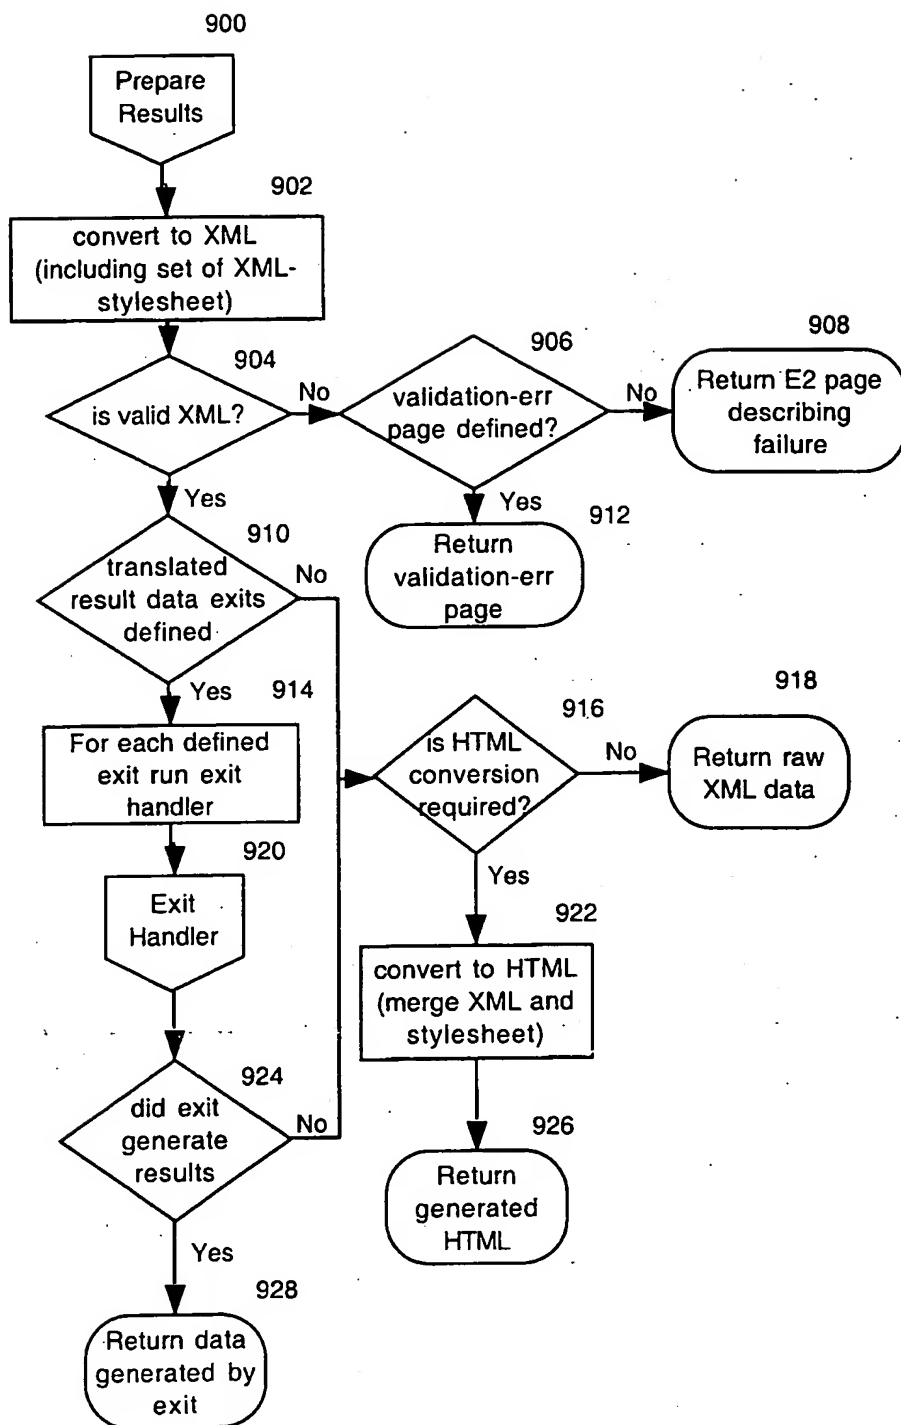 900
Prepare
Results
902
convert to XML
(including set of XML-
stylesheet)
904
is valid XML?
No
906
validation-err
page defined?
No
908
Return E2 page
describing
failure
Yes
Yes
912
Return
validation-err
page
910
translated
result data exits
defined
No
Yes
914
For each defined
exit run exit
handler
916
is HTML
conversion
required?
No
918
Return raw
XML data
920
Exit
Handler
Yes
922
convert to HTML
(merge XML and
stylesheet)
924
did exit
generate
results
No
926
Return
generated
HTML
Yes
928
Return data
generated by
exit